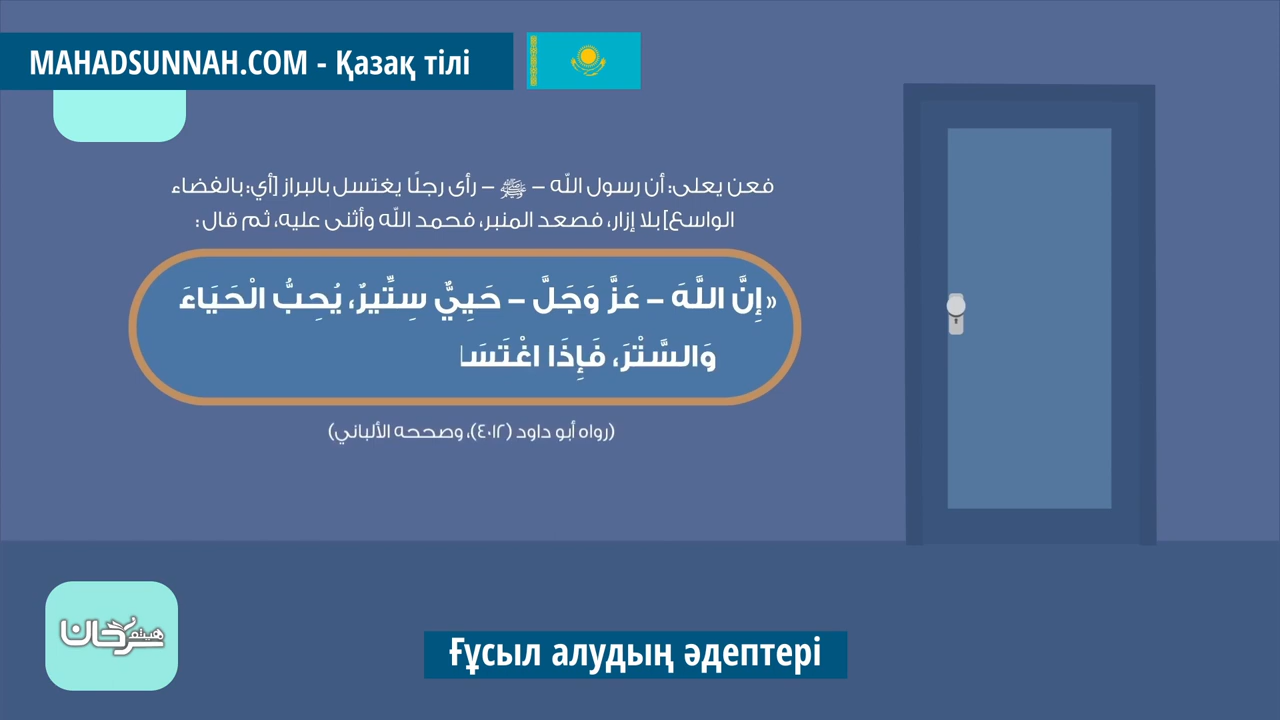 MAHADSUNNAH.COM - Қазақ тілі
فعن يعلى: أن رسول الله – ﷺ – رأى رجلًا يغتسل بالبراز [أي: بالفضاء
الواسع] بلا إزار، فصعد المنبر، فحمد الله وأثنى عليه، ثم قال:
«إِنَّ اللَّهَ – عَزَّ وَجَلَّ – حَيِيٌّ سِتِّيرٌ، يُحِبُّ الْحَيَاءَ
وَالسَّتْرَ، فَإِذَا اغْتَسَ
(رواه أبو داود (٤٠١٢)، وصححه الألباني)
هيثم سرحان
Ғұсыл алудың әдептері